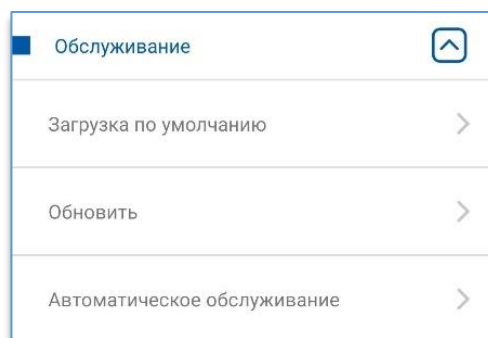 Обслуживание
Загрузка по умолчанию
Обновить
Автоматическое обслуживание